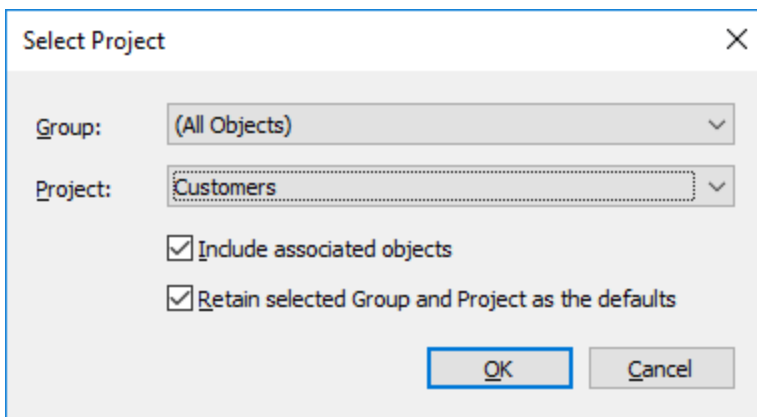 Select Project
Group: (All Objects)
Project: Customers
Include associated objects
Retain selected Group and Project as the defaults
OK Cancel